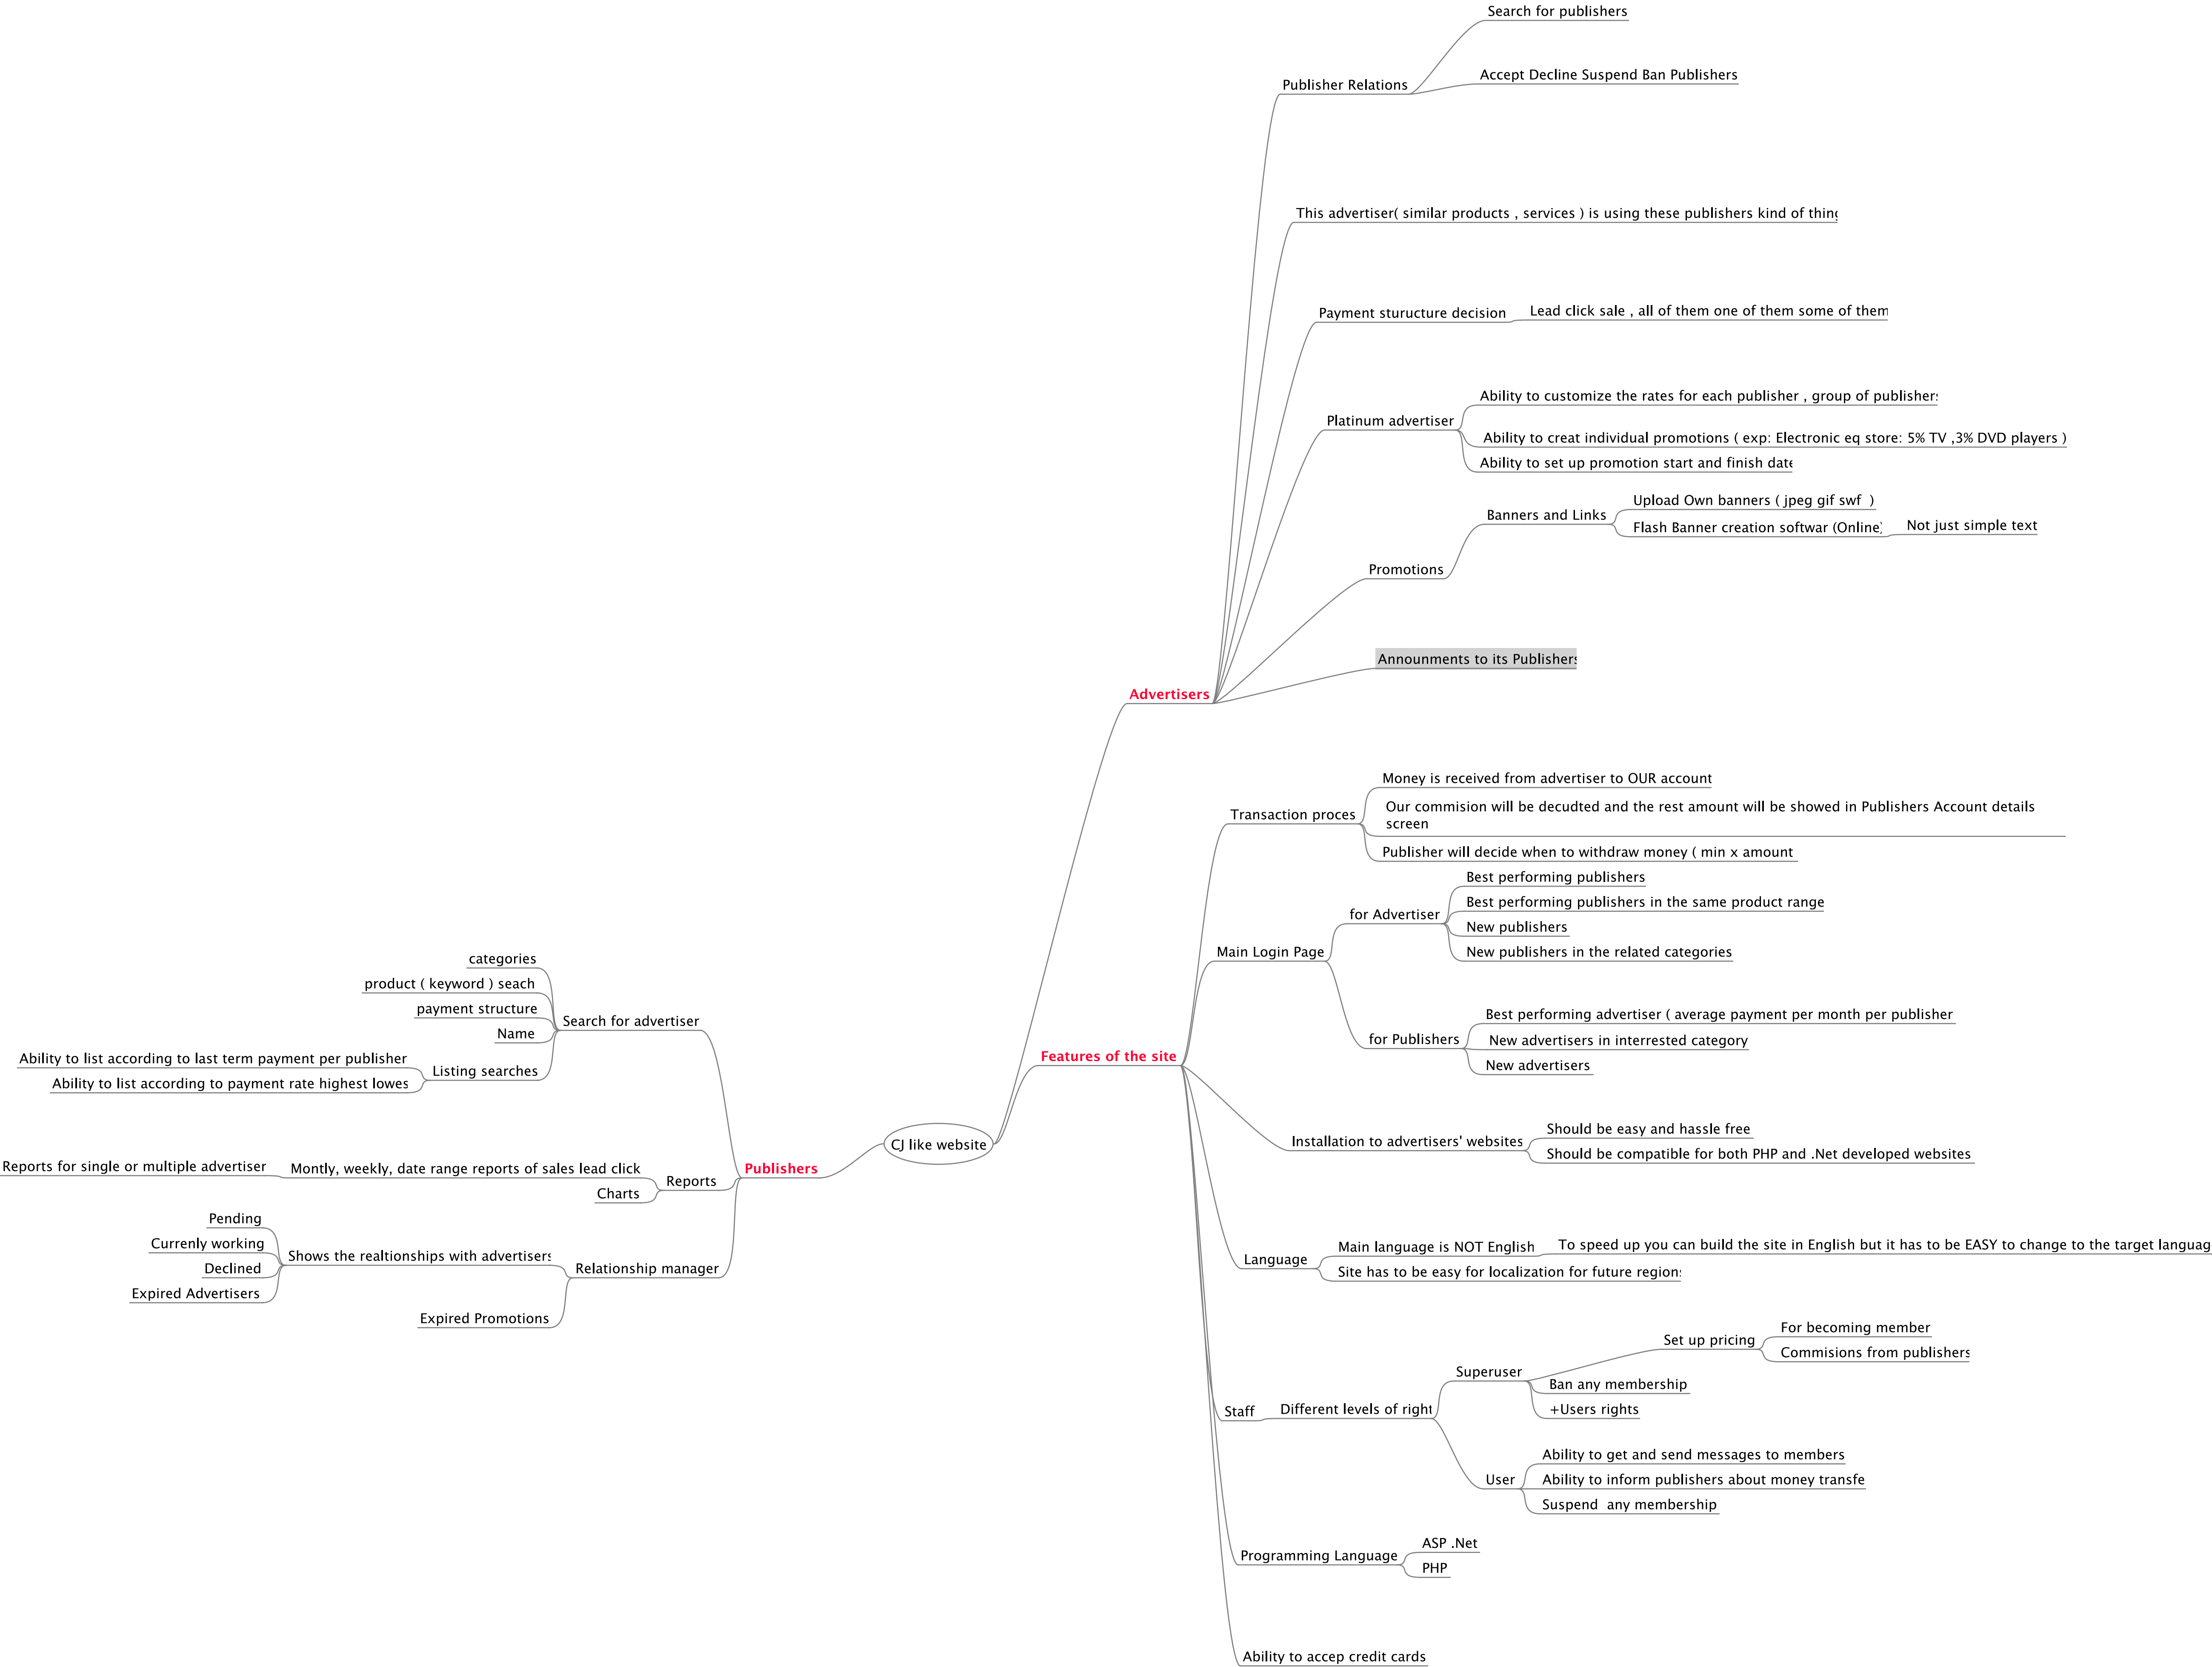 Search for publishers
Accept Decline Suspend Ban Publishers
Publisher Relations
This advertiser( similar products , services ) is using these publishers kind of thing
Payment sturucture decision
Lead click sale , all of them one of them some of them
Platinum advertiser
Ability to customize the rates for each publisher , group of publishers
Ability to creat individual promotions ( exp: Electronic eq store: 5% TV ,3% DVD players )
Ability to set up promotion start and finish date
Promotions
Banners and Links
Upload Own banners ( jpeg gif swf )
Flash Banner creation softwar (Online)
Not just simple text
Announments to its Publishers
Advertisers
Transaction proces
Money is received from advertiser to OUR account
Our commision will be decudted and the rest amount will be showed in Publishers Account details
screen
Publisher will decide when to withdraw money ( min x amount
Main Login Page
for Advertiser
Best performing publishers
Best performing publishers in the same product range
New publishers
New publishers in the related categories
for Publishers
Best performing advertiser ( average payment per month per publisher
New advertisers in interrested category
New advertisers
Features of the site
Installation to advertisers' websites
Should be easy and hassle free
Should be compatible for both PHP and .Net developed websites
Language
Main language is NOT English
To speed up you can build the site in English but it has to be EASY to change to the target languag
Site has to be easy for localization for future regions
Staff
Different levels of right
Superuser
Set up pricing
For becoming member
Commisions from publishers
Ban any membership
+Users rights
User
Ability to get and send messages to members
Ability to inform publishers about money transfe
Suspend any membership
Programming Language
ASP .Net
PHP
Ability to accep credit cards
CJ like website
Publishers
Search for advertiser
categories
product ( keyword ) seach
payment structure
Name
Listing searches
Ability to list according to last term payment per publisher
Ability to list according to payment rate highest lowes
Reports
Montly, weekly, date range reports of sales lead click
Reports for single or multiple advertiser
Charts
Relationship manager
Shows the realtionships with advertisers
Pending
Currenly working
Declined
Expired Advertisers
Expired Promotions